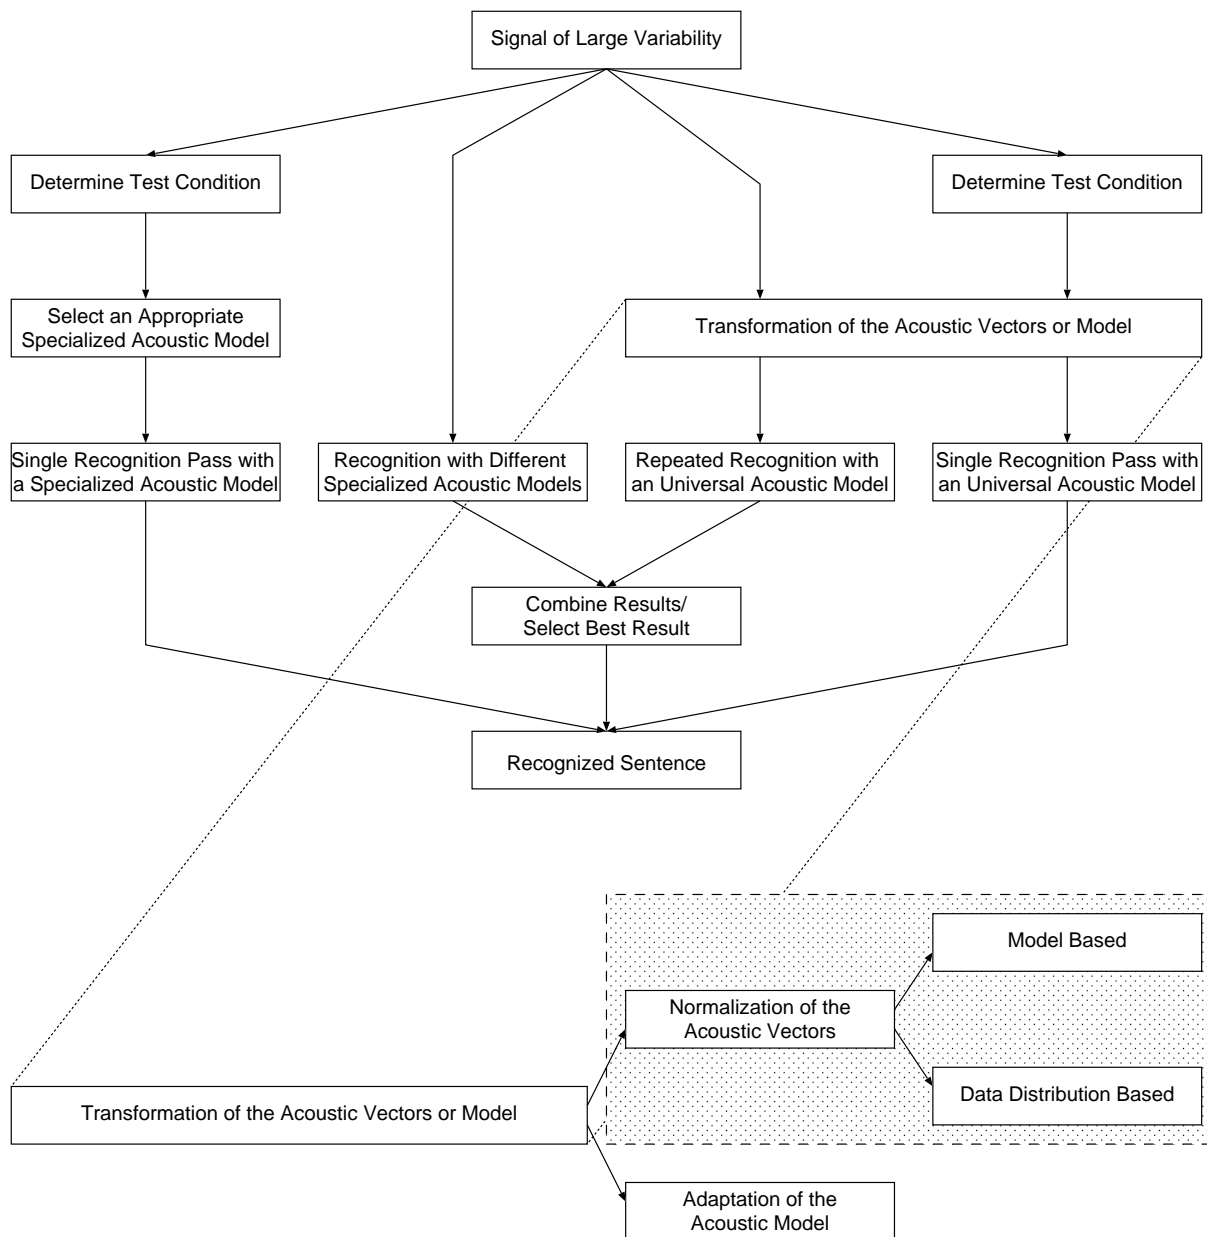 Signal of Large Variability
Determine Test Condition
Determine Test Condition
Select an Appropriate
Specialized Acoustic Model
Transformation of the Acoustic Vectors or Model
Single Recognition Pass with
a Specialized Acoustic Model
Recognition with Different
Specialized Acoustic Models
Repeated Recognition with
an Universal Acoustic Model
Single Recognition Pass with
an Universal Acoustic Model
Combine Results/
Select Best Result
Recognized Sentence
Model Based
Normalization of the
Acoustic Vectors
Data Distribution Based
Transformation of the Acoustic Vectors or Model
Adaptation of the
Acoustic Model